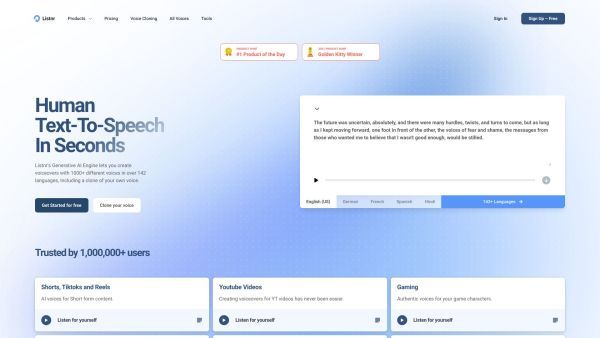 Listnr
Products
Pricing
Voice Cloning
All Voices
Tools
Sign In
Sign Up – Free
PRODUCT HUNT
#1 Product of the Day
Golden Kitty Winner
Human
Text-To-Speech
In Seconds
Listnr's Generative AI Engine lets you create
voiceovers with 1000+ different voices in over 142
languages, including a clone of your own voice.
Get Started for free
Clone your voice
The future was uncertain, absolutely, and there were many hurdles, twists, and turns to come, but as long
as I kept moving forward, one foot in front of the other, the voices of fear and shame, the messages from
those who wanted me to believe that I wasn't good enough, would be stilled.
English (US)
German
French
Spanish
Hindi
142+ Languages
Trusted by 1,000,000+ users
Shorts, Tiktoks and Reels
AI voices for Short form content.
Listen for yourself
Youtube Videos
Creating voiceovers for YT videos has never been easier.
Listen for yourself
Gaming
Authentic voices for your game characters.
Listen for yourself